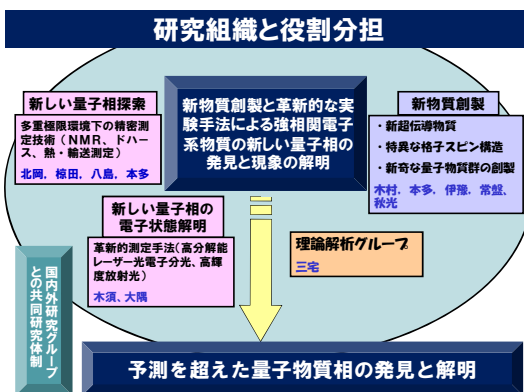 研究組織と役割分担
新しい量子相探索
多重極限環境下の精密測
定技術（NMR、ドハー
ス、熱・輸送測定）
北岡，椋田，八島，本多
新物質創製と革新的な実
験手法による強相関電子
系物質の新しい量子相の
発見と現象の解明
新物質創製
・新超伝導物質
・特異な格子スピン構造
・新奇な量子物質群の創製
木村，本多，伊豫，常盤，
秋光
新しい量子相の
電子状態解明
革新的測定手法（高分解能
レーザー光電子分光、高輝
度放射光）
木須、大隅
理論解析グループ
三宅
国内外研究グループ
との共同研究体制
予測を超えた量子物質相の発見と解明